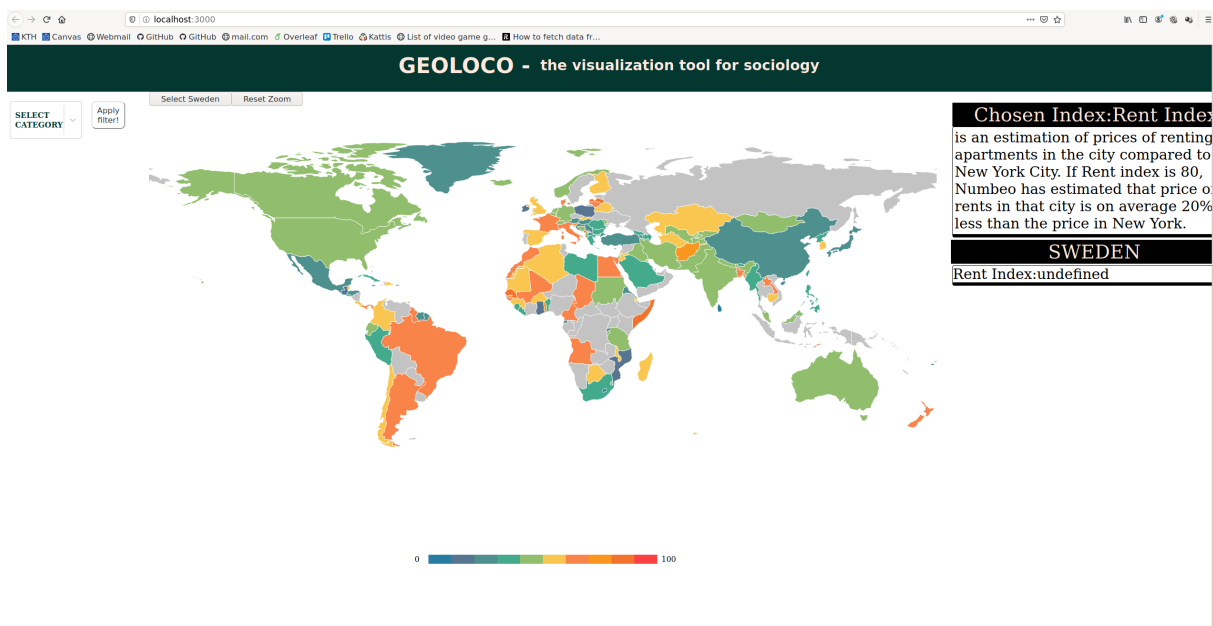 localhost:3000
KTH Canvas Webmail GitHub GitHub mail.com Overleaf Trello Kattis List of video game g... How to fetch data fr...
GEOLOCO - the visualization tool for sociology
SELECT
CATEGORY
Apply
filter!
Select Sweden Reset Zoom
Chosen Index:Rent Index
is an estimation of prices of renting
apartments in the city compared to
New York City. If Rent index is 80,
Numbeo has estimated that price of
rents in that city is on average 20%
less than the price in New York.
SWEDEN
Rent Index:undefined
0 100